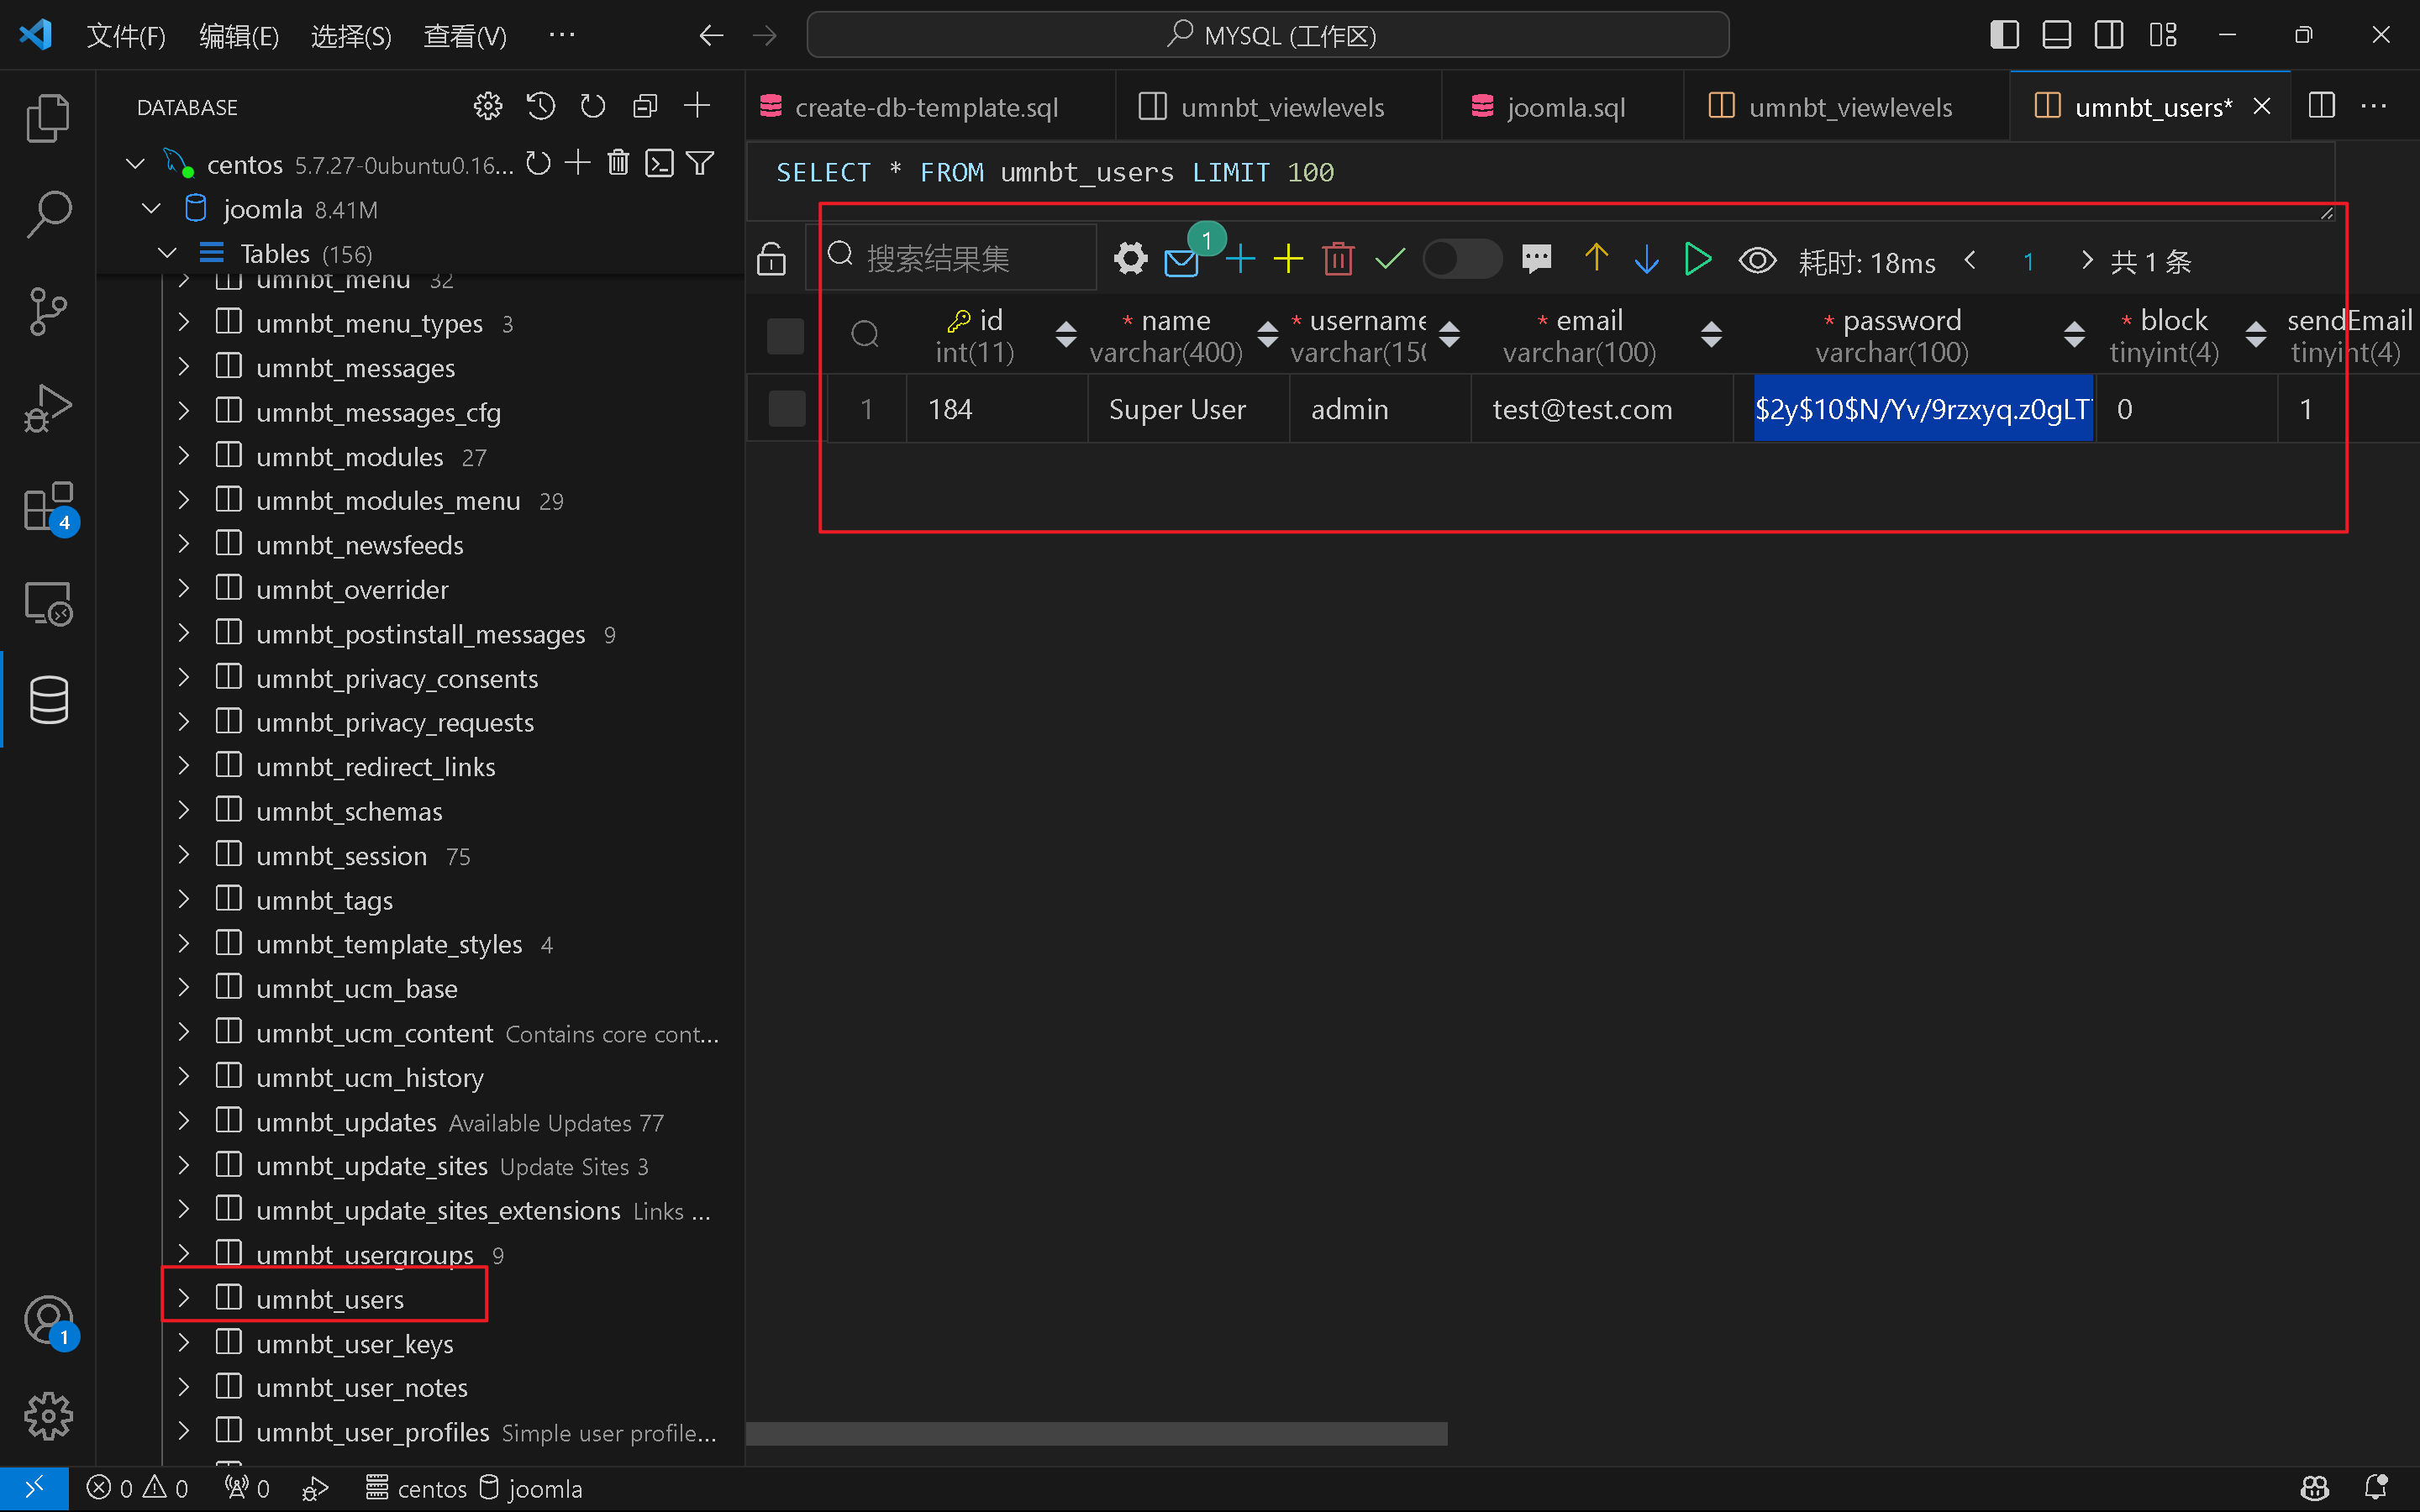 文件(F) 编辑(E) 选择(S) 查看(V) ··· MYSQL (工作区)
DATABASE
centos 5.7.27-0ubuntu0.16...
joomla 8.41M
Tables (156)
umnbt_menu 32
umnbt_menu_types 3
umnbt_messages
umnbt_messages_cfg
umnbt_modules 27
umnbt_modules_menu 29
umnbt_newsfeeds
umnbt_overrider
umnbt_postinstall_messages 9
umnbt_privacy_consents
umnbt_privacy_requests
umnbt_redirect_links
umnbt_schemas
umnbt_session 75
umnbt_tags
umnbt_template_styles 4
umnbt_ucm_base
umnbt_ucm_content Contains core cont...
umnbt_ucm_history
umnbt_updates Available Updates 77
umnbt_update_sites Update Sites 3
umnbt_update_sites_extensions Links ...
umnbt_usergroups 9
umnbt_users
umnbt_user_keys
umnbt_user_notes
umnbt_user_profiles Simple user profile...
4
1
create-db-template.sql umnbt_viewlevels joomla.sql umnbt_viewlevels umnbt_users*
SELECT * FROM umnbt_users LIMIT 100
搜索结果集 1 耗时: 18ms 1 共 1 条
id * name * username * email * password * block sendEmail
int(11) varchar(400) varchar(150 varchar(100) varchar(100) tinyint(4) tinyint(4)
1 184 Super User admin test@test.com $2y$10$N/Yv/9rzxyq.z0gLT 0 1
0 0 0 centos joomla